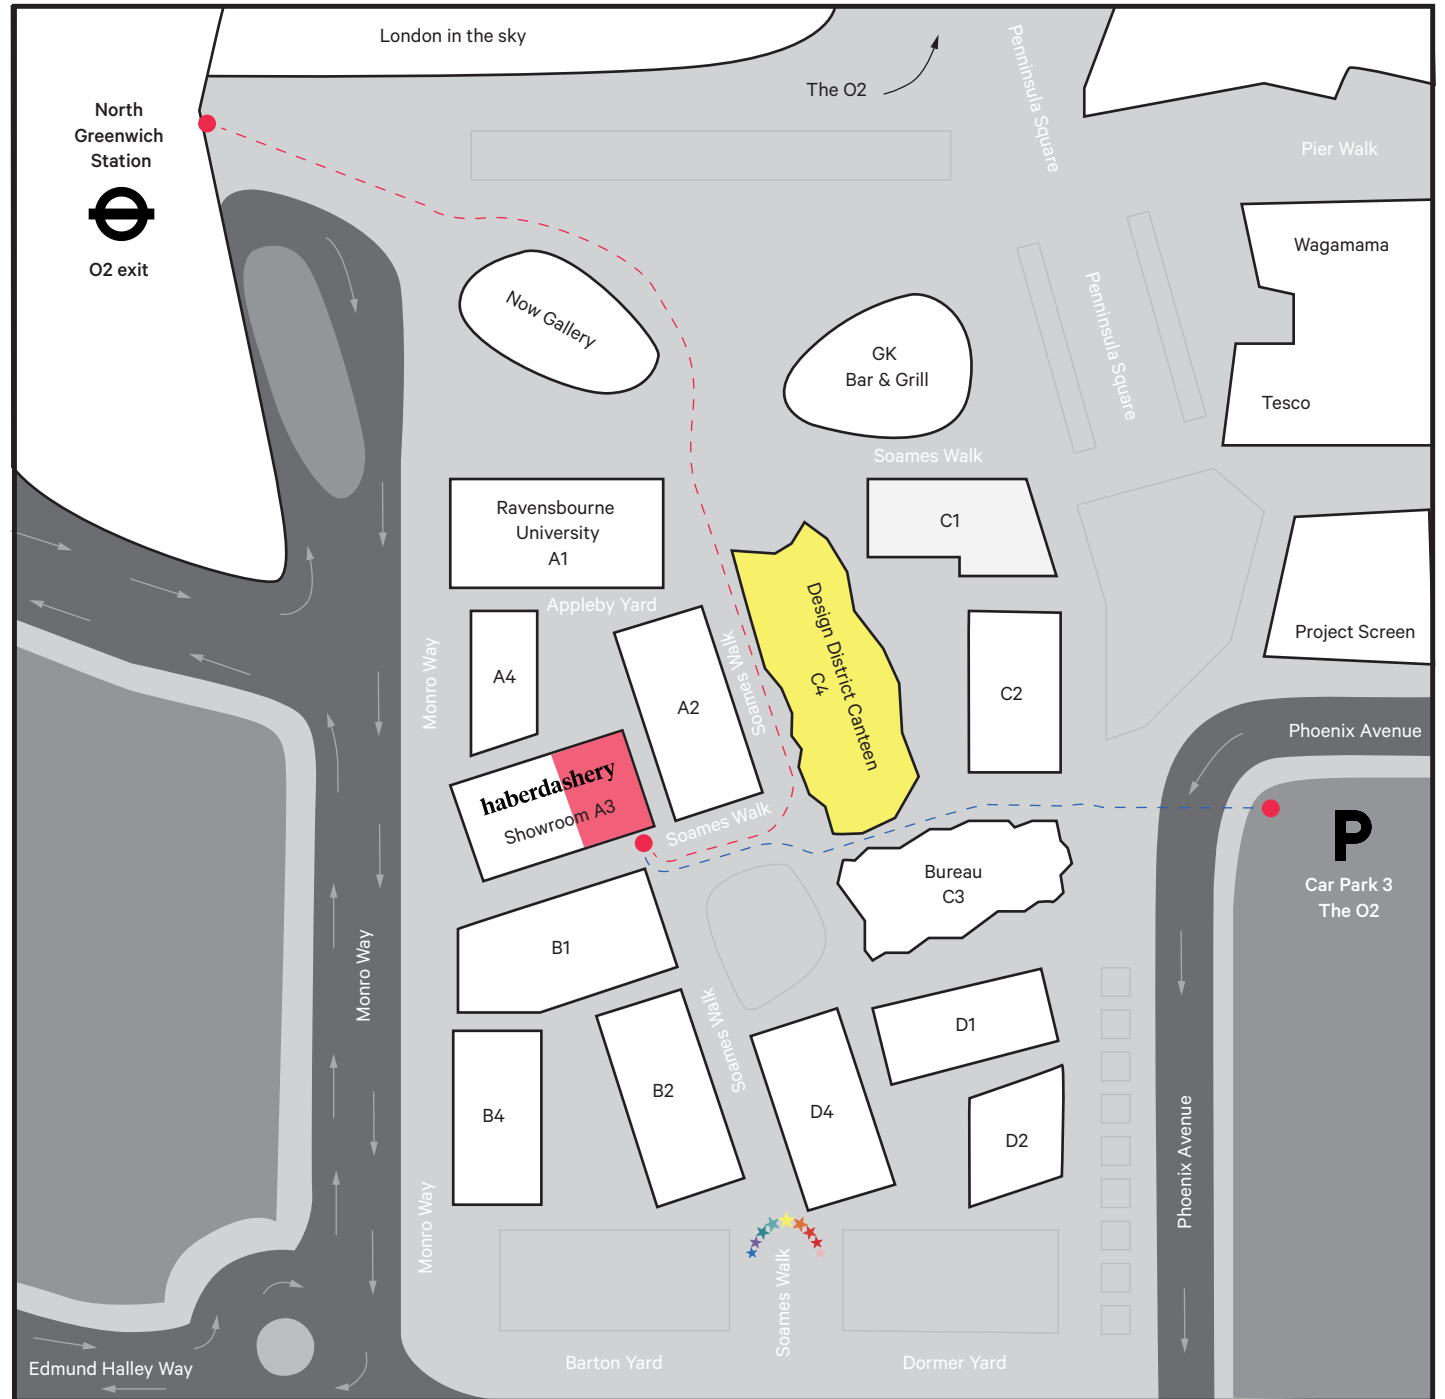 London in the sky
The O2
Penninsula Square
Pier Walk
North
Greenwich
Station
O2 exit
Wagamama
Now Gallery
GK
Bar & Grill
Penninsula Square
Tesco
Soames Walk
Ravensbourne
University
A1
C1
Appleby Yard
Design District Canteen
C4
Project Screen
Monro Way
A4
A2
Soames Walk
C2
Phoenix Avenue
haberdashery
Showroom A3
Soames Walk
P
Car Park 3
The O2
Bureau
C3
B1
Monro Way
Soames Walk
D1
B2
B4
D4
D2
Phoenix Avenue
Monro Way
Soames Walk
Barton Yard
Dormer Yard
Edmund Halley Way